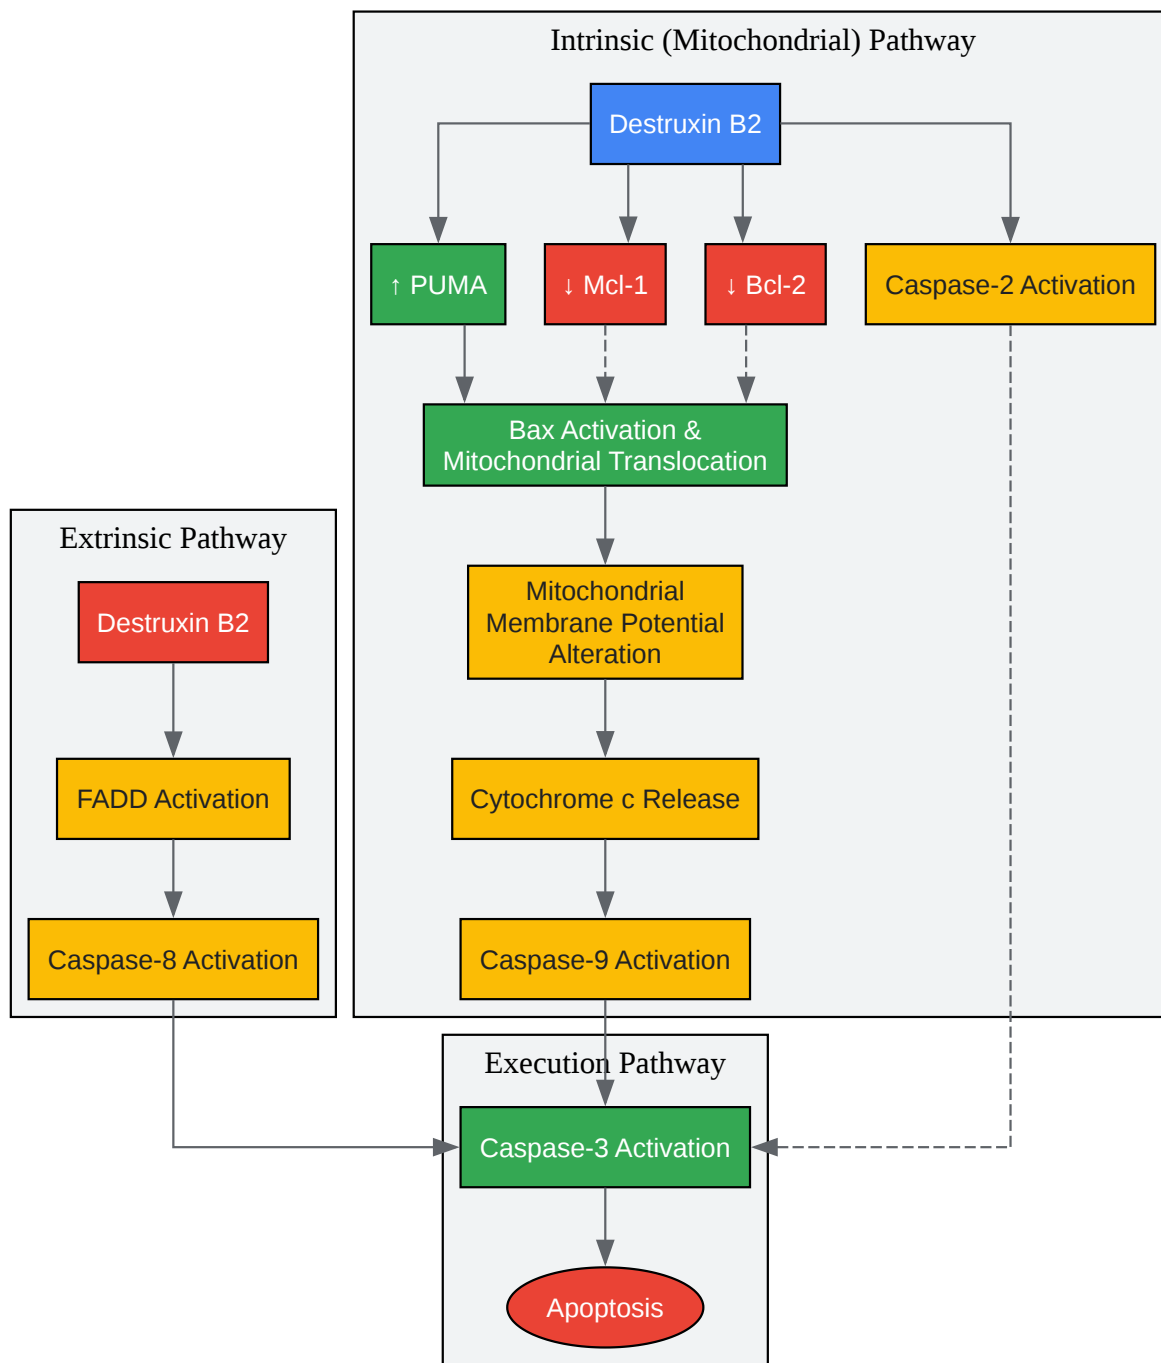 Intrinsic (Mitochondrial) Pathway
Destruxin B2
↑ PUMA
↓ Mcl-1
↓ Bcl-2
Caspase-2 Activation
Bax Activation &
Mitochondrial Translocation
Mitochondrial
Membrane Potential
Alteration
Cytochrome c Release
Caspase-9 Activation
Extrinsic Pathway
Destruxin B2
FADD Activation
Caspase-8 Activation
Execution Pathway
Caspase-3 Activation
Apoptosis